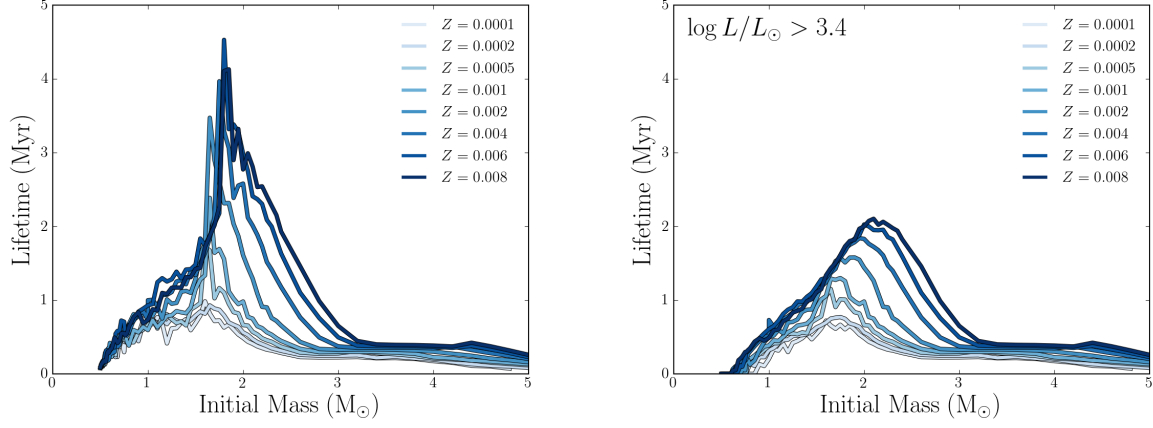 5
4
3
2
1
0
Lifetime (Myr)
0 1 2 3 4 5
Initial Mass (M⊙)
Z = 0.0001
Z = 0.0002
Z = 0.0005
Z = 0.001
Z = 0.002
Z = 0.004
Z = 0.006
Z = 0.008
log L/L⊙ > 3.4
5
4
3
2
1
0
Lifetime (Myr)
0 1 2 3 4 5
Initial Mass (M⊙)
Z = 0.0001
Z = 0.0002
Z = 0.0005
Z = 0.001
Z = 0.002
Z = 0.004
Z = 0.006
Z = 0.008